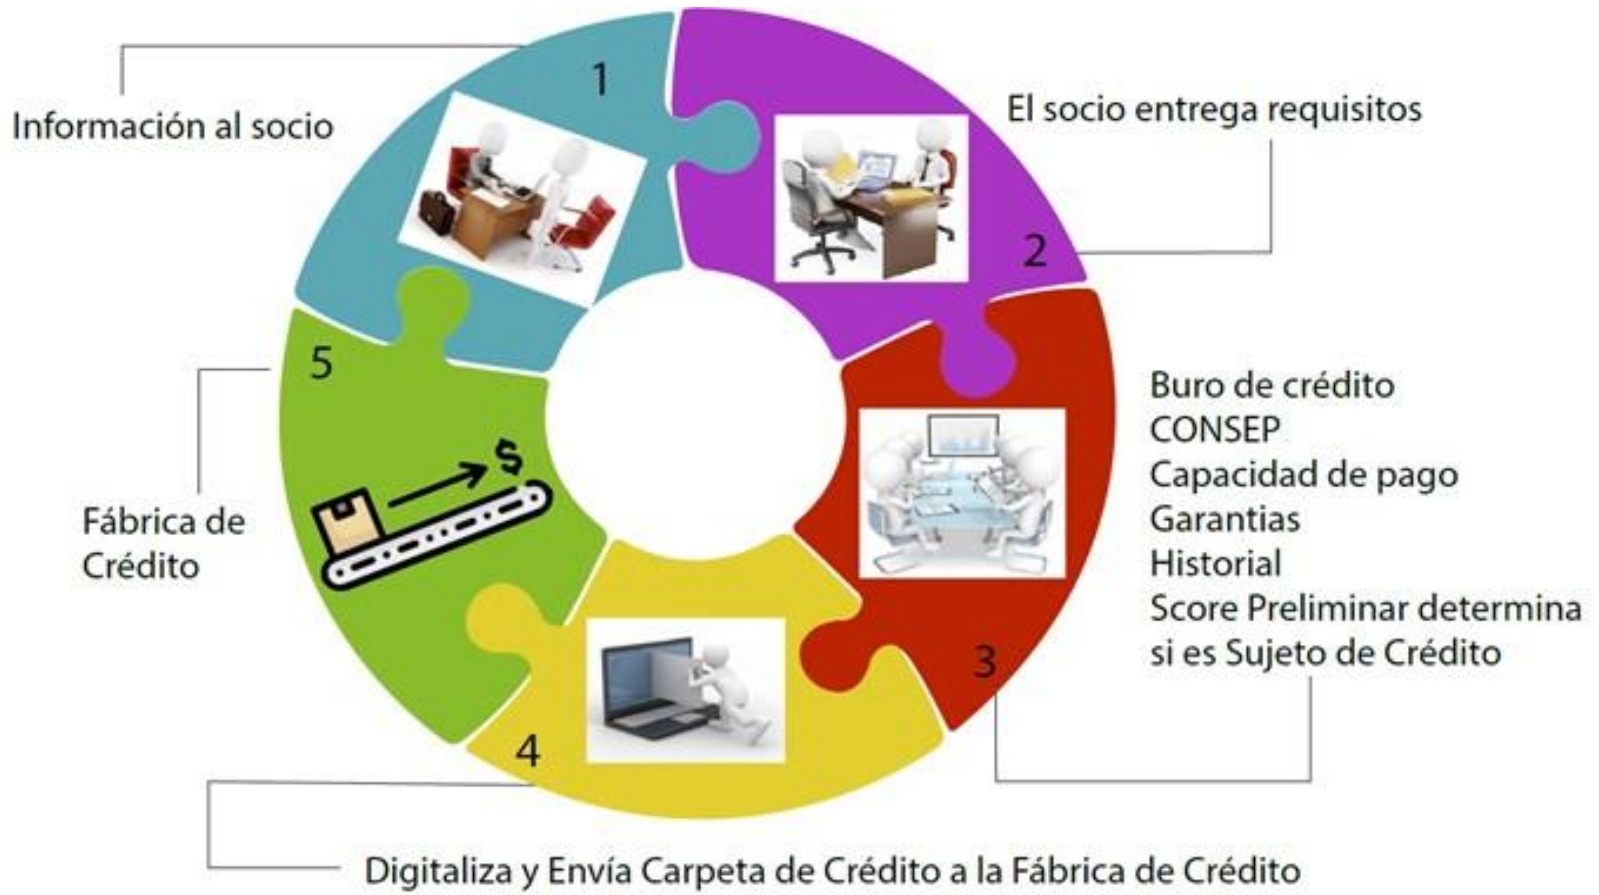 1
Información al socio
2
El socio entrega requisitos
3
Buro de crédito
CONSEP
Capacidad de pago
Garantias
Historial
Score Preliminar determina
si es Sujeto de Crédito
4
Digitaliza y Envía Carpeta de Crédito a la Fábrica de Crédito
5
Fábrica de
Crédito
$